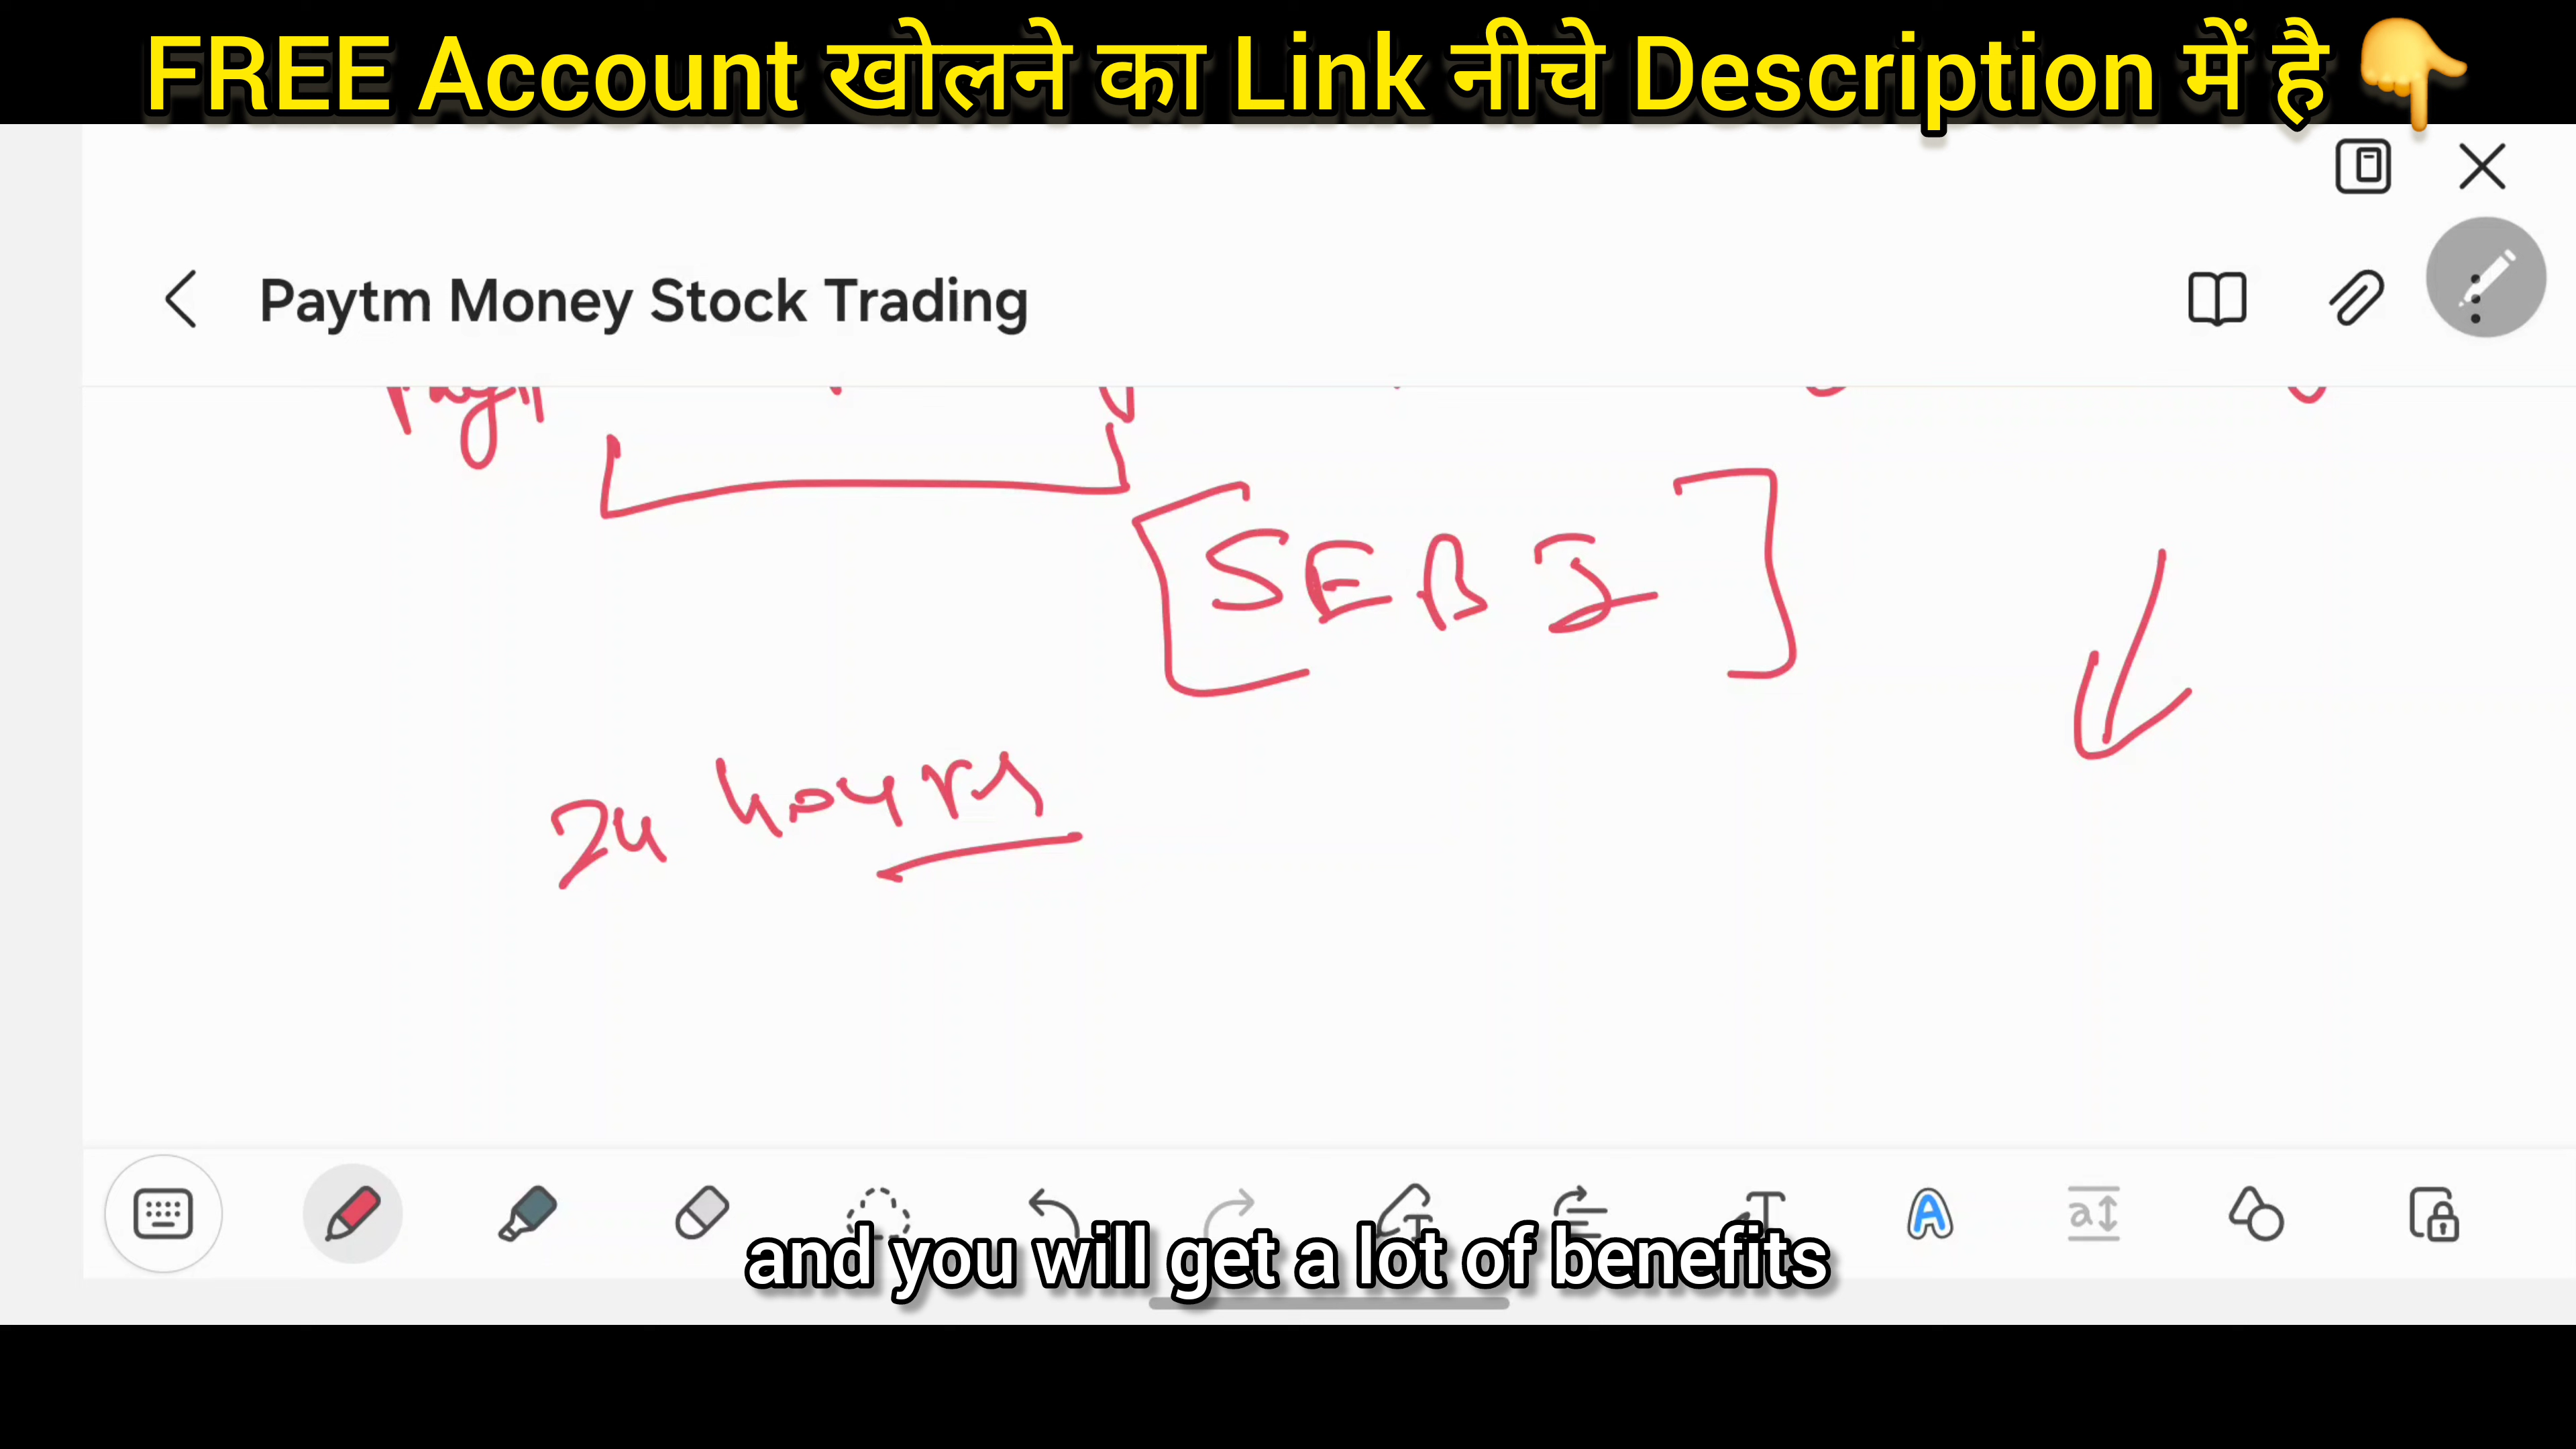 FREE Account खोलने का Link नीचे Description में है
Paytm Money Stock Trading
[SEBI]
24 hours
T
T
A
a
and you will get a lot of benefits